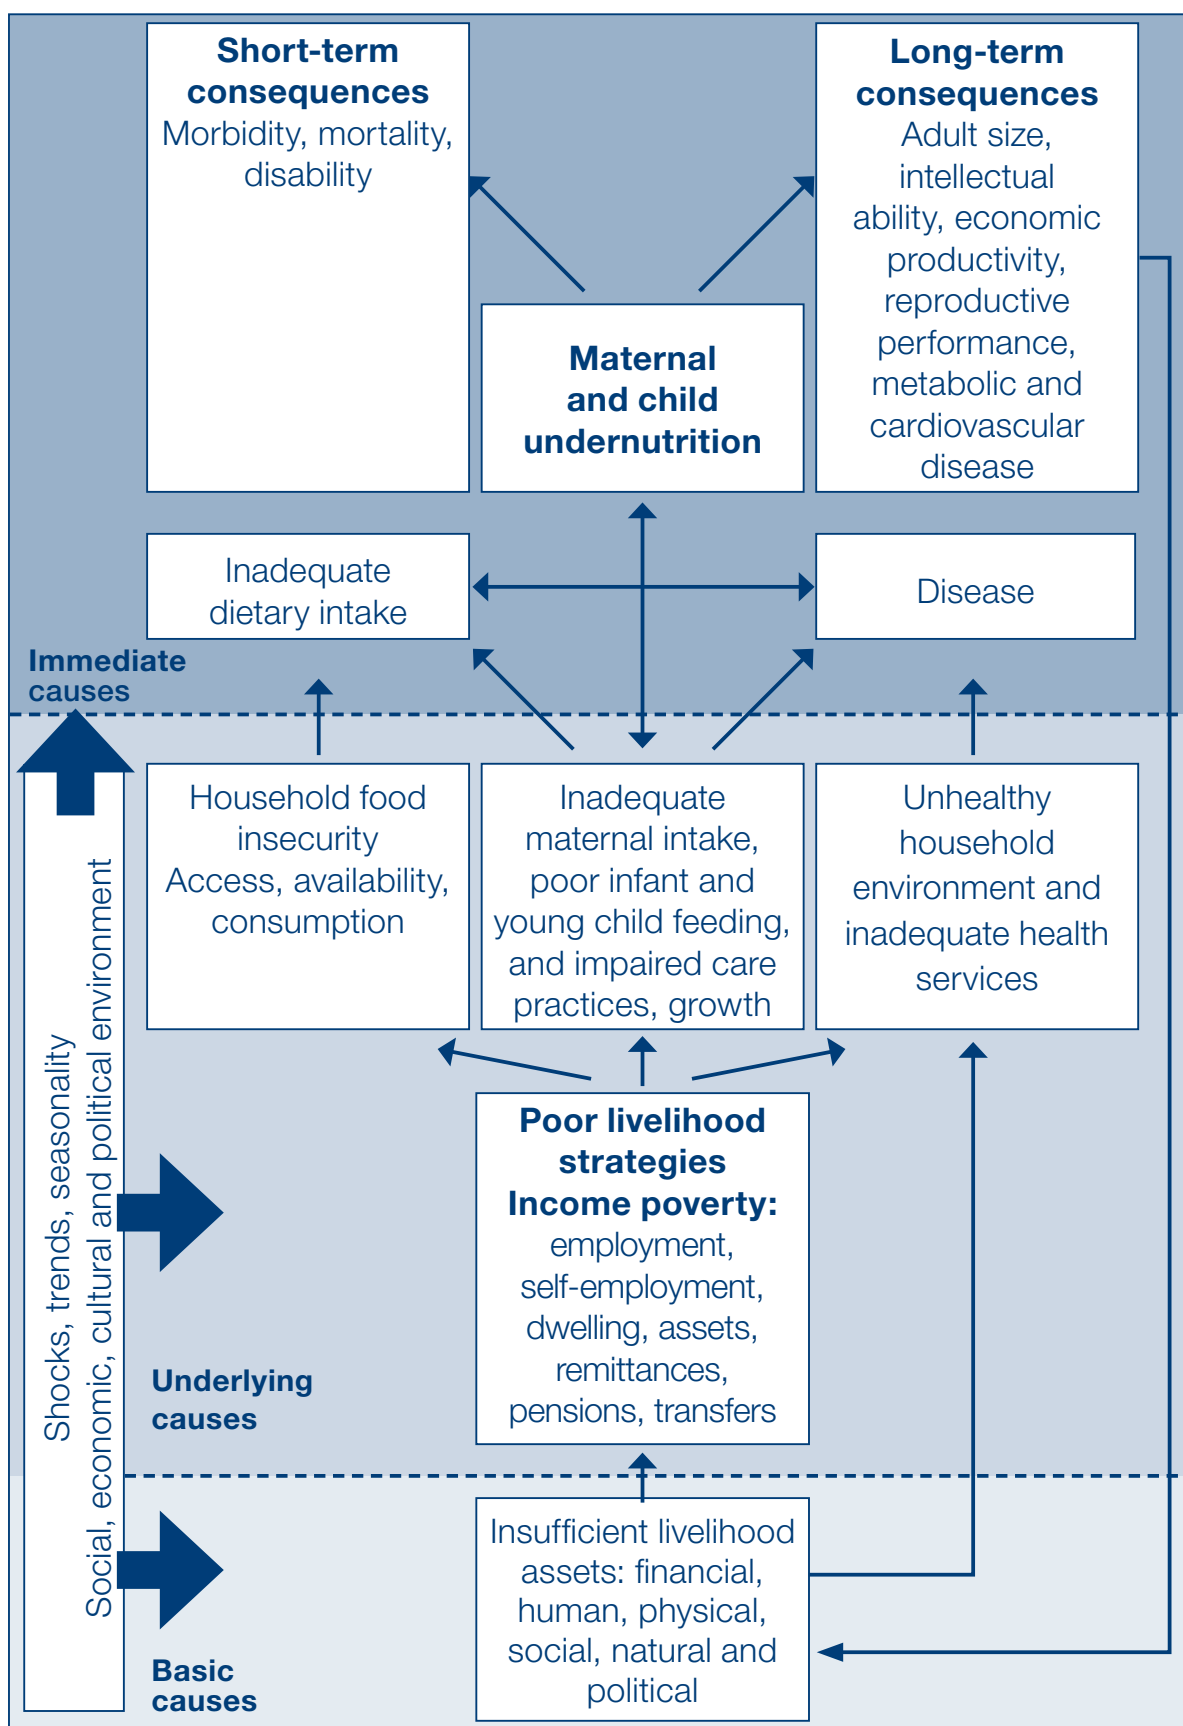 Short-term
consequences
Morbidity, mortality,
disability
Long-term
consequences
Adult size,
intellectual
ability, economic
productivity,
reproductive
performance,
metabolic and
cardiovascular
disease
Maternal
and child
undernutrition
Inadequate
dietary intake
Disease
Immediate
causes
Household food
insecurity
Access, availability,
consumption
Inadequate
maternal intake,
poor infant and
young child feeding,
and impaired care
practices, growth
Unhealthy
household
environment and
inadequate health
services
Shocks, trends, seasonality
Social, economic, cultural and political environment
Poor livelihood
strategies
Income poverty:
employment,
self-employment,
dwelling, assets,
remittances,
pensions, transfers
Underlying
causes
Insufficient livelihood
assets: financial,
human, physical,
social, natural and
political
Basic
causes